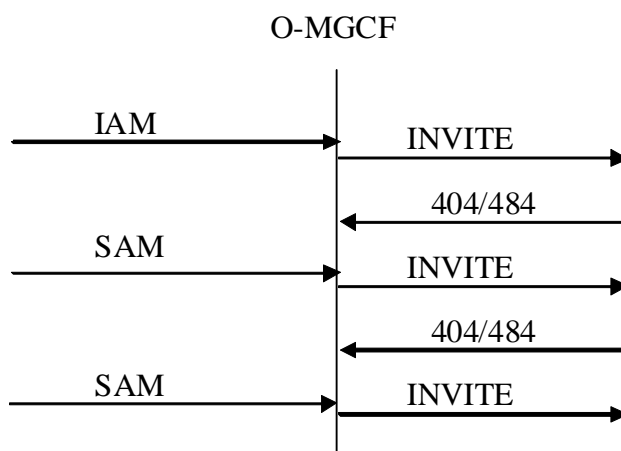 O-MGCF
IAM
INVITE
404/484
SAM
INVITE
404/484
SAM
INVITE